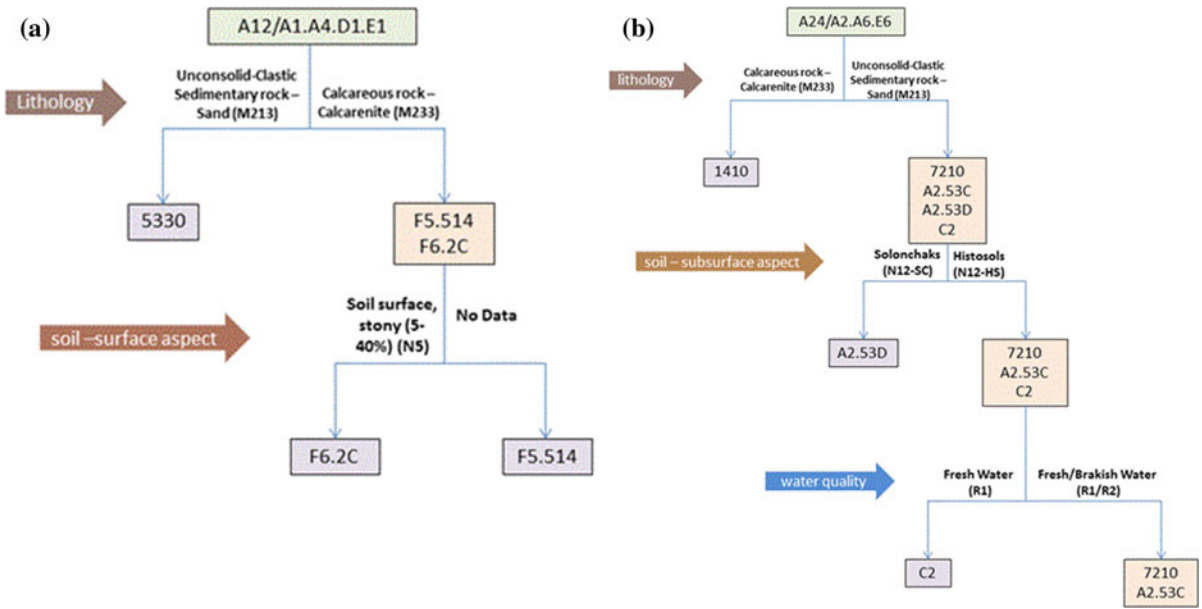 (a)
A12/A1.A4.D1.E1
Lithology
Unconsolid-Clastic
Sedimentary rock –
Sand (M213)
Calcareous rock –
Calcarenite (M233)
5330
F5.514
F6.2C
soil –surface aspect
Soil surface,
stony (5-
40%) (N5)
No Data
F6.2C
F5.514
(b)
A24/A2.A6.E6
lithology
Calcareous rock –
Calcarenite (M233)
Unconsolid-Clastic
Sedimentary rock –
Sand (M213)
1410
7210
A2.53C
A2.53D
C2
soil – subsurface aspect
Solonchaks
(N12-SC)
Histosols
(N12-HS)
A2.53D
7210
A2.53C
C2
water quality
Fresh Water
(R1)
Fresh/Brakish Water
(R1/R2)
C2
7210
A2.53C